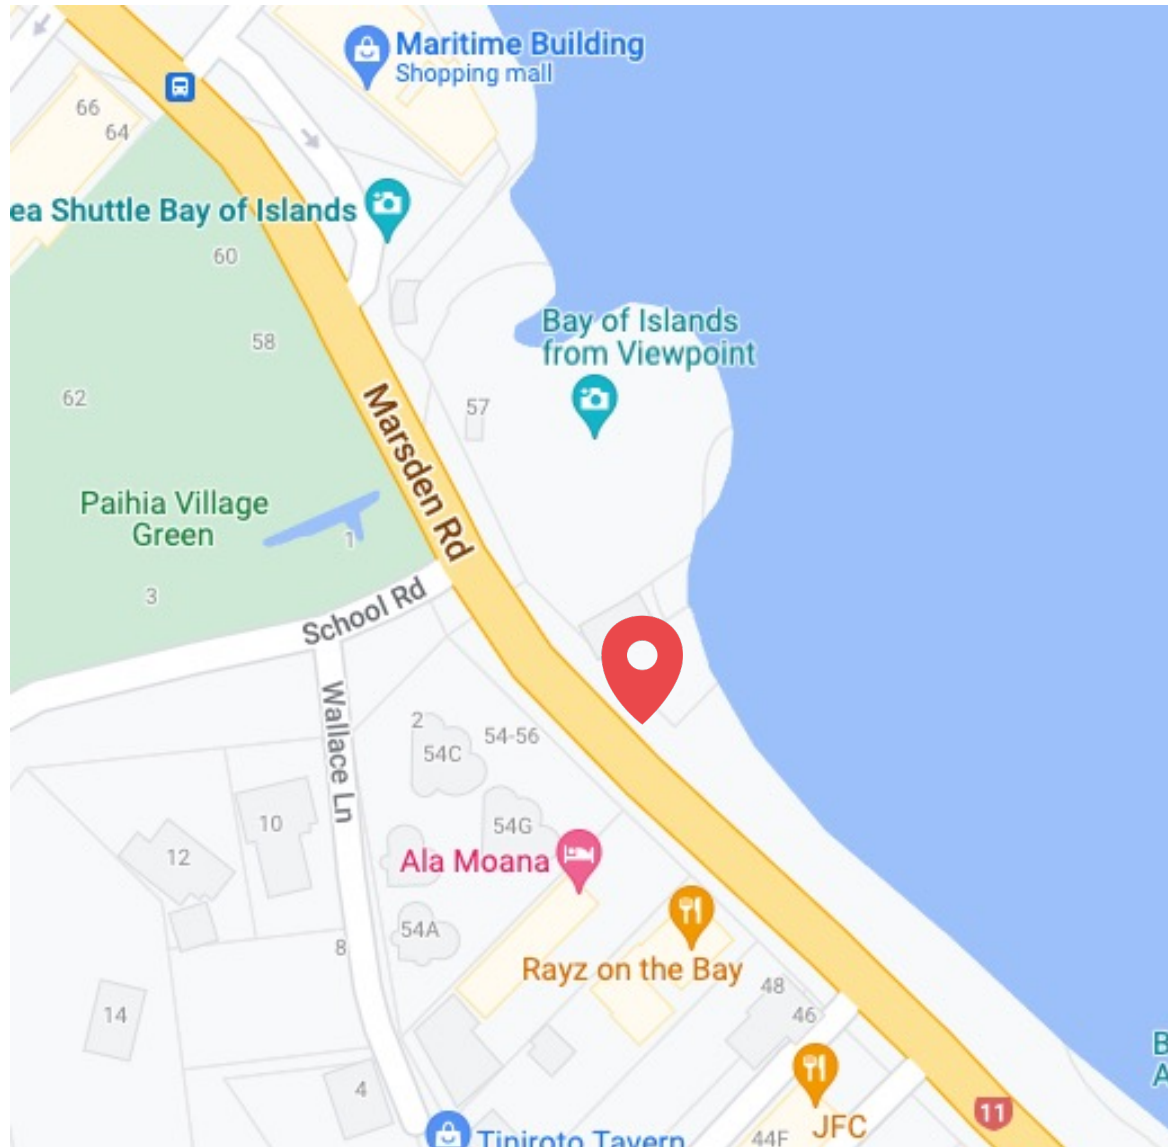 Maritime Building
Shopping mall
66
64
ea Shuttle Bay of Islands
60
Bay of Islands
from Viewpoint
58
62
57
Marsden Rd
Paihia Village
Green
1
3
School Rd
Wallace Ln
2
54C
54-56
10
54G
12
Ala Moana
54A
8
Rayz on the Bay
48
14
46
B
A
4
11
JFC
Tiniroto Tavern
44F